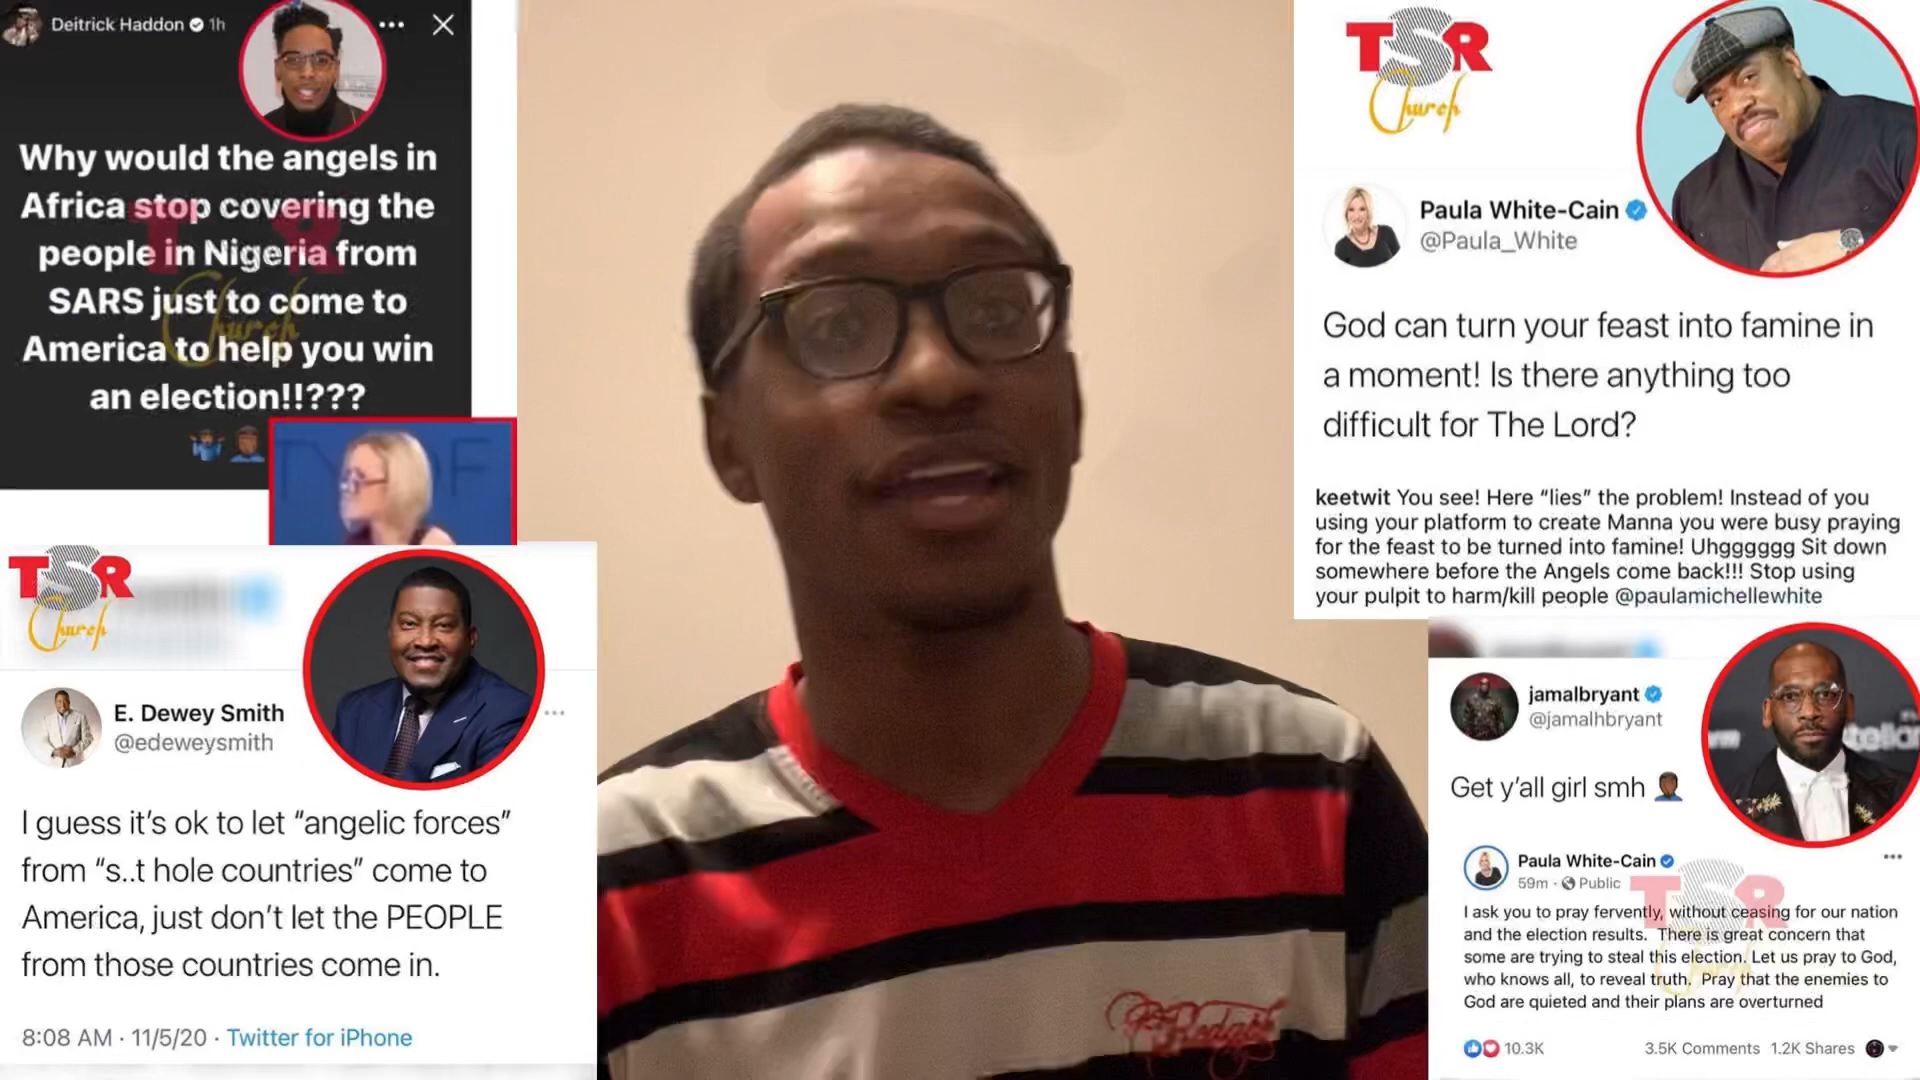 Deitrick Haddon 1h
Why would the angels in
Africa stop covering the
people in Nigeria from
SARS just to come to
America to help you win
an election!!???
TSR
Church
TSR
Church
E. Dewey Smith
@edeweysmith
I guess it's ok to let “angelic forces”
from “s..t hole countries” come to
America, just don't let the PEOPLE
from those countries come in.
8:08 AM · 11/5/20 · Twitter for iPhone
TSR
Church
Paula White-Cain
@Paula_White
God can turn your feast into famine in
a moment! Is there anything too
difficult for The Lord?
keetwit You see! Here “lies” the problem! Instead of you
using your platform to create Manna you were busy praying
for the feast to be turned into famine! Uhgggggg Sit down
somewhere before the Angels come back!!! Stop using
your pulpit to harm/kill people @paulamichellewhite
jamalbryant
@jamalhbryant
Get y'all girl smh
Paula White-Cain
59m · Public
I ask you to pray fervently, without ceasing for our nation
and the election results. There is great concern that
some are trying to steal this election. Let us pray to God,
who knows all, to reveal truth. Pray that the enemies to
God are quieted and their plans are overturned
TSR
Church
10.3K 3.5K Comments 1.2K Shares